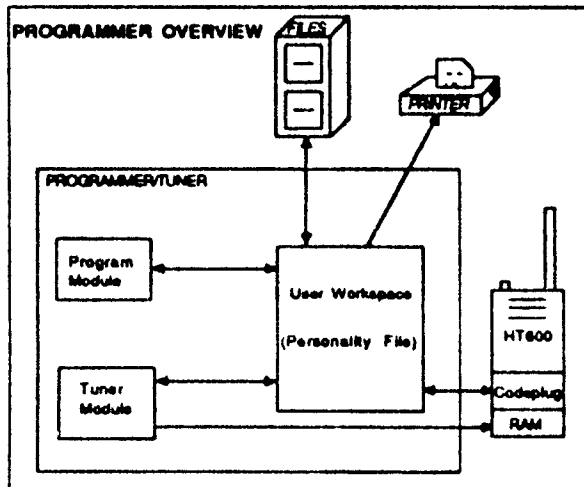 PROGRAMMER OVERVIEW
FILES
PRINTER
PROGRAMMER/TUNER
Program
Module
User Workspace
(Personality File)
HT600
Tuner
Module
Codeplug
RAM